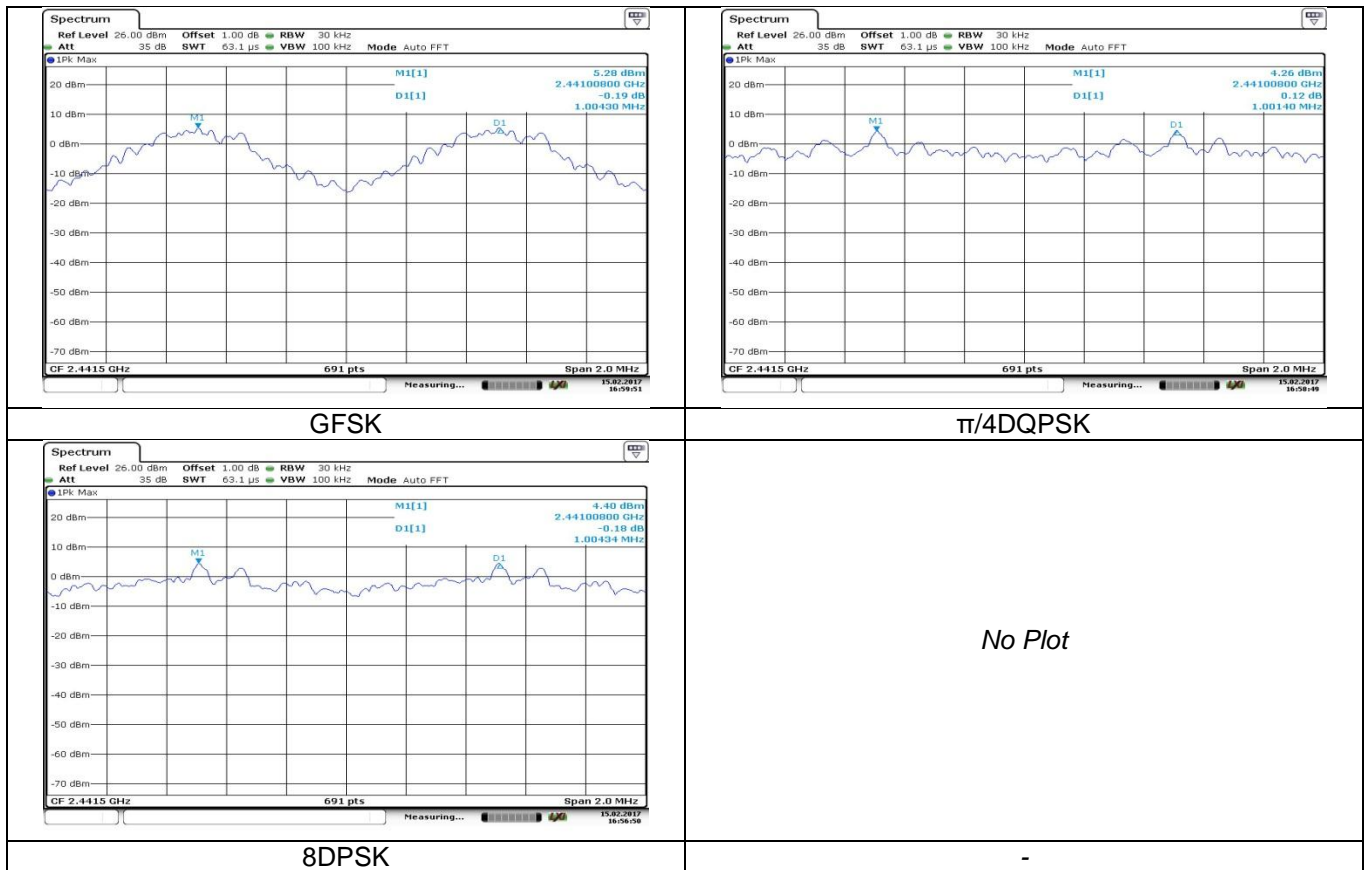 Spectrum
Ref Level 26.00 dBm Offset 1.00 dB RBW 30 kHz
Att 35 dB SWT 63.1 µs VBW 100 kHz Mode Auto FFT
1Pk Max
M1[1] 5.28 dBm
2.44100800 GHz
D1[1] -0.19 dB
1.00430 MHz
20 dBm
10 dBm
M1
D1
0 dBm
-10 dBm
-20 dBm
-30 dBm
-40 dBm
-50 dBm
-60 dBm
-70 dBm
CF 2.4415 GHz 691 pts Span 2.0 MHz
Measuring... 15.02.2017
16:59:51
GFSK
Spectrum
Ref Level 26.00 dBm Offset 1.00 dB RBW 30 kHz
Att 35 dB SWT 63.1 µs VBW 100 kHz Mode Auto FFT
1Pk Max
M1[1] 4.26 dBm
2.44100800 GHz
D1[1] 0.12 dB
1.00140 MHz
20 dBm
10 dBm
M1
D1
0 dBm
-10 dBm
-20 dBm
-30 dBm
-40 dBm
-50 dBm
-60 dBm
-70 dBm
CF 2.4415 GHz 691 pts Span 2.0 MHz
Measuring... 15.02.2017
16:58:49
π/4DQPSK
Spectrum
Ref Level 26.00 dBm Offset 1.00 dB RBW 30 kHz
Att 35 dB SWT 63.1 µs VBW 100 kHz Mode Auto FFT
1Pk Max
M1[1] 4.40 dBm
2.44100800 GHz
D1[1] -0.18 dB
1.00434 MHz
20 dBm
10 dBm
M1
D1
0 dBm
-10 dBm
-20 dBm
-30 dBm
-40 dBm
-50 dBm
-60 dBm
-70 dBm
CF 2.4415 GHz 691 pts Span 2.0 MHz
Measuring... 15.02.2017
16:56:50
8DPSK
No Plot
-